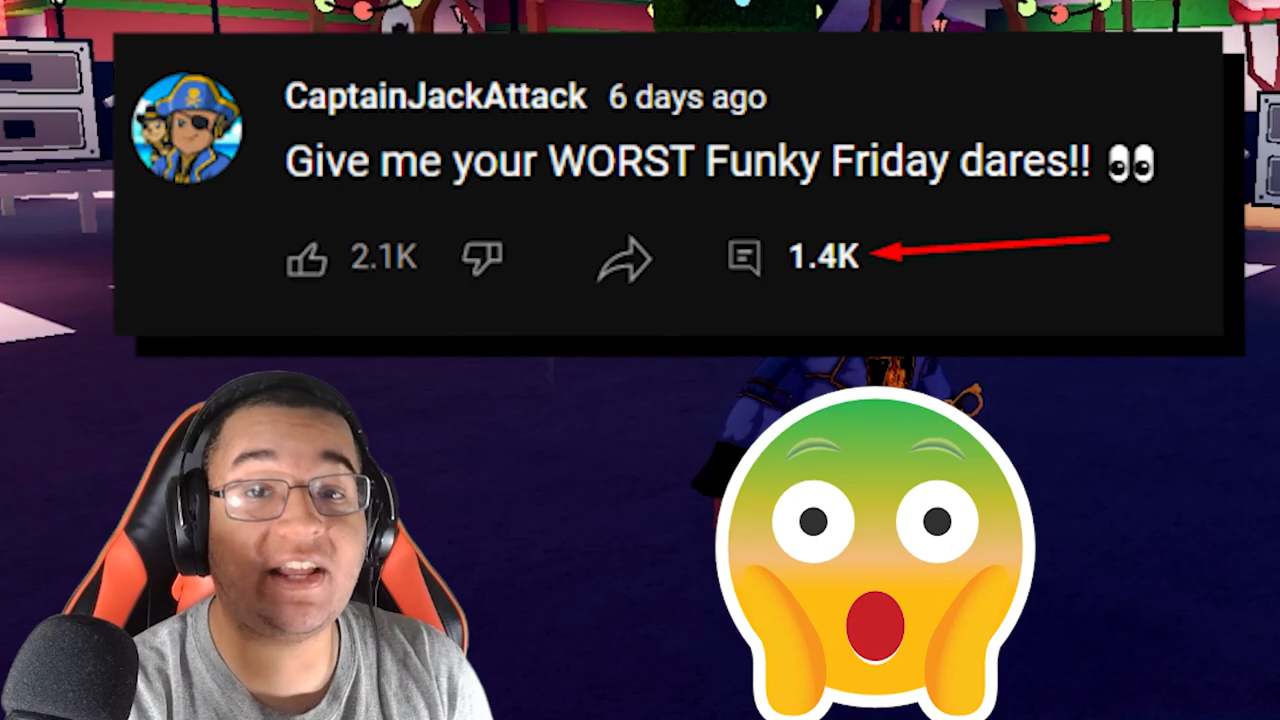 CaptainJackAttack 6 days ago
Give me your WORST Funky Friday dares!! 👀
2.1K 1.4K